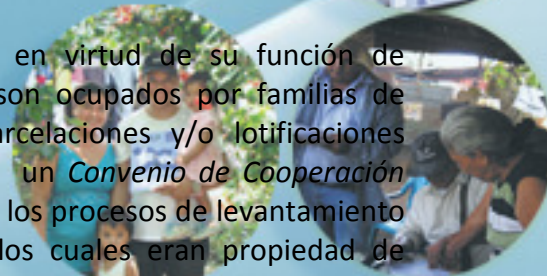 en virtud de su función de
son ocupados por familias de
arcelaciones y/o lotificaciones
un Convenio de Cooperación
los procesos de levantamiento
los cuales eran propiedad de